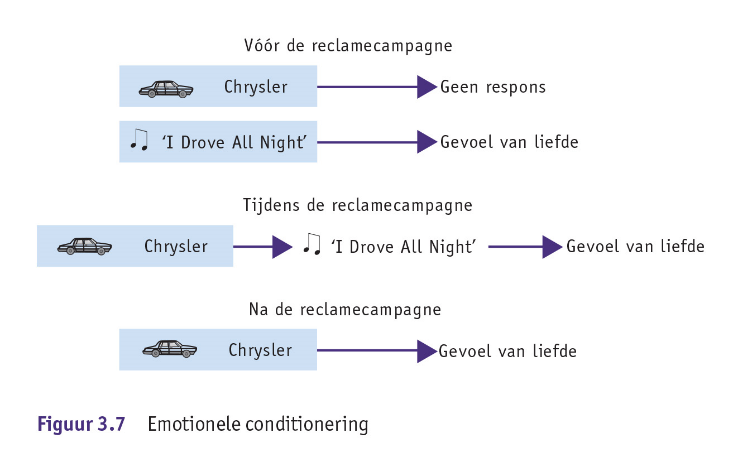 Vóór de reclamecampagne
Chrysler Geen respons
‘I Drove All Night’ Gevoel van liefde
Tijdens de reclamecampagne
Chrysler ‘I Drove All Night’ Gevoel van liefde
Na de reclamecampagne
Chrysler Gevoel van liefde
Figuur 3.7 Emotionele conditionering